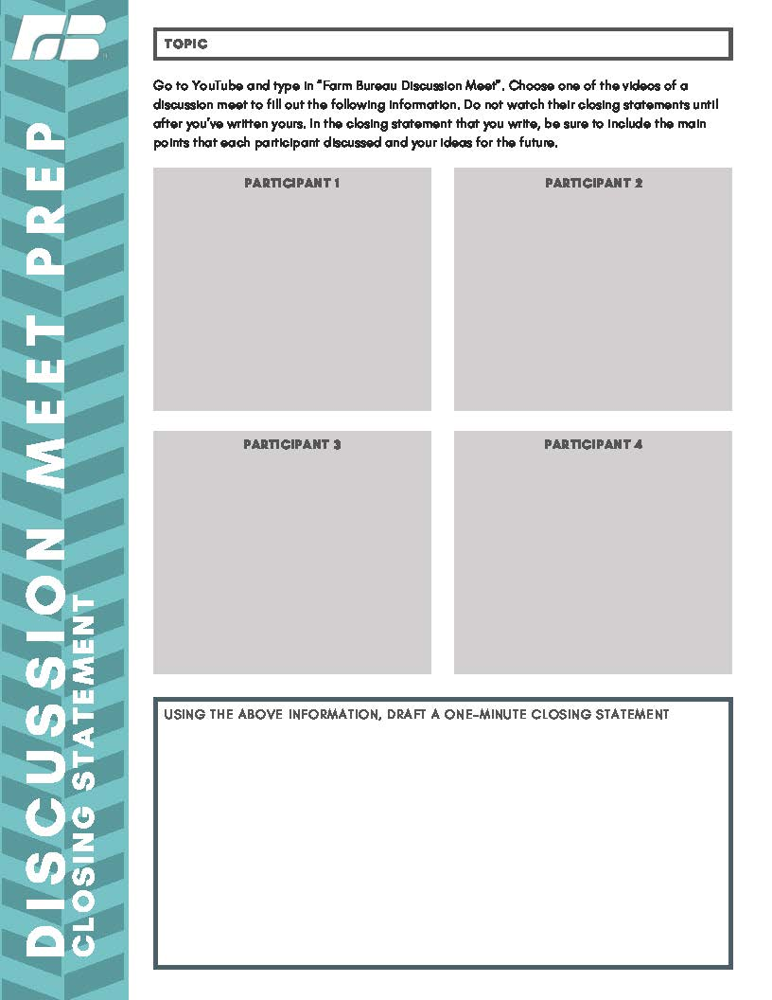 FB
DISCUSSION MEET PREP
CLOSING STATEMENT
TOPIC
Go to YouTube and type in "Farm Bureau Discussion Meet". Choose one of the videos of a
discussion meet to fill out the following information. Do not watch their closing statements until
after you've written yours. In the closing statement that you write, be sure to include the main
points that each participant discussed and your ideas for the future.
PARTICIPANT 1
PARTICIPANT 2
PARTICIPANT 3
PARTICIPANT 4
USING THE ABOVE INFORMATION, DRAFT A ONE-MINUTE CLOSING STATEMENT